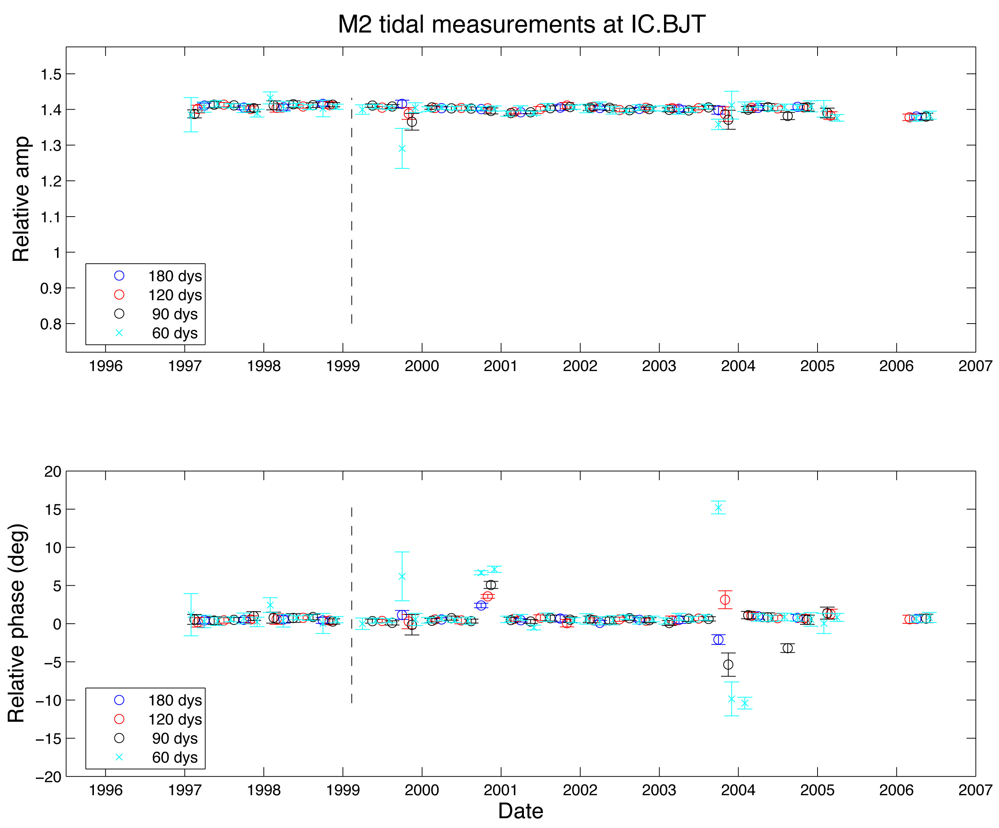 M2 tidal measurements at IC.BJT
Relative amp
1.5
1.4
1.3
1.2
1.1
1
0.9
0.8
180 dys
120 dys
90 dys
60 dys
1996 1997 1998 1999 2000 2001 2002 2003 2004 2005 2006 2007
Relative phase (deg)
20
15
10
5
0
−5
−10
−15
−20
180 dys
120 dys
90 dys
60 dys
1996 1997 1998 1999 2000 2001 2002 2003 2004 2005 2006 2007
Date